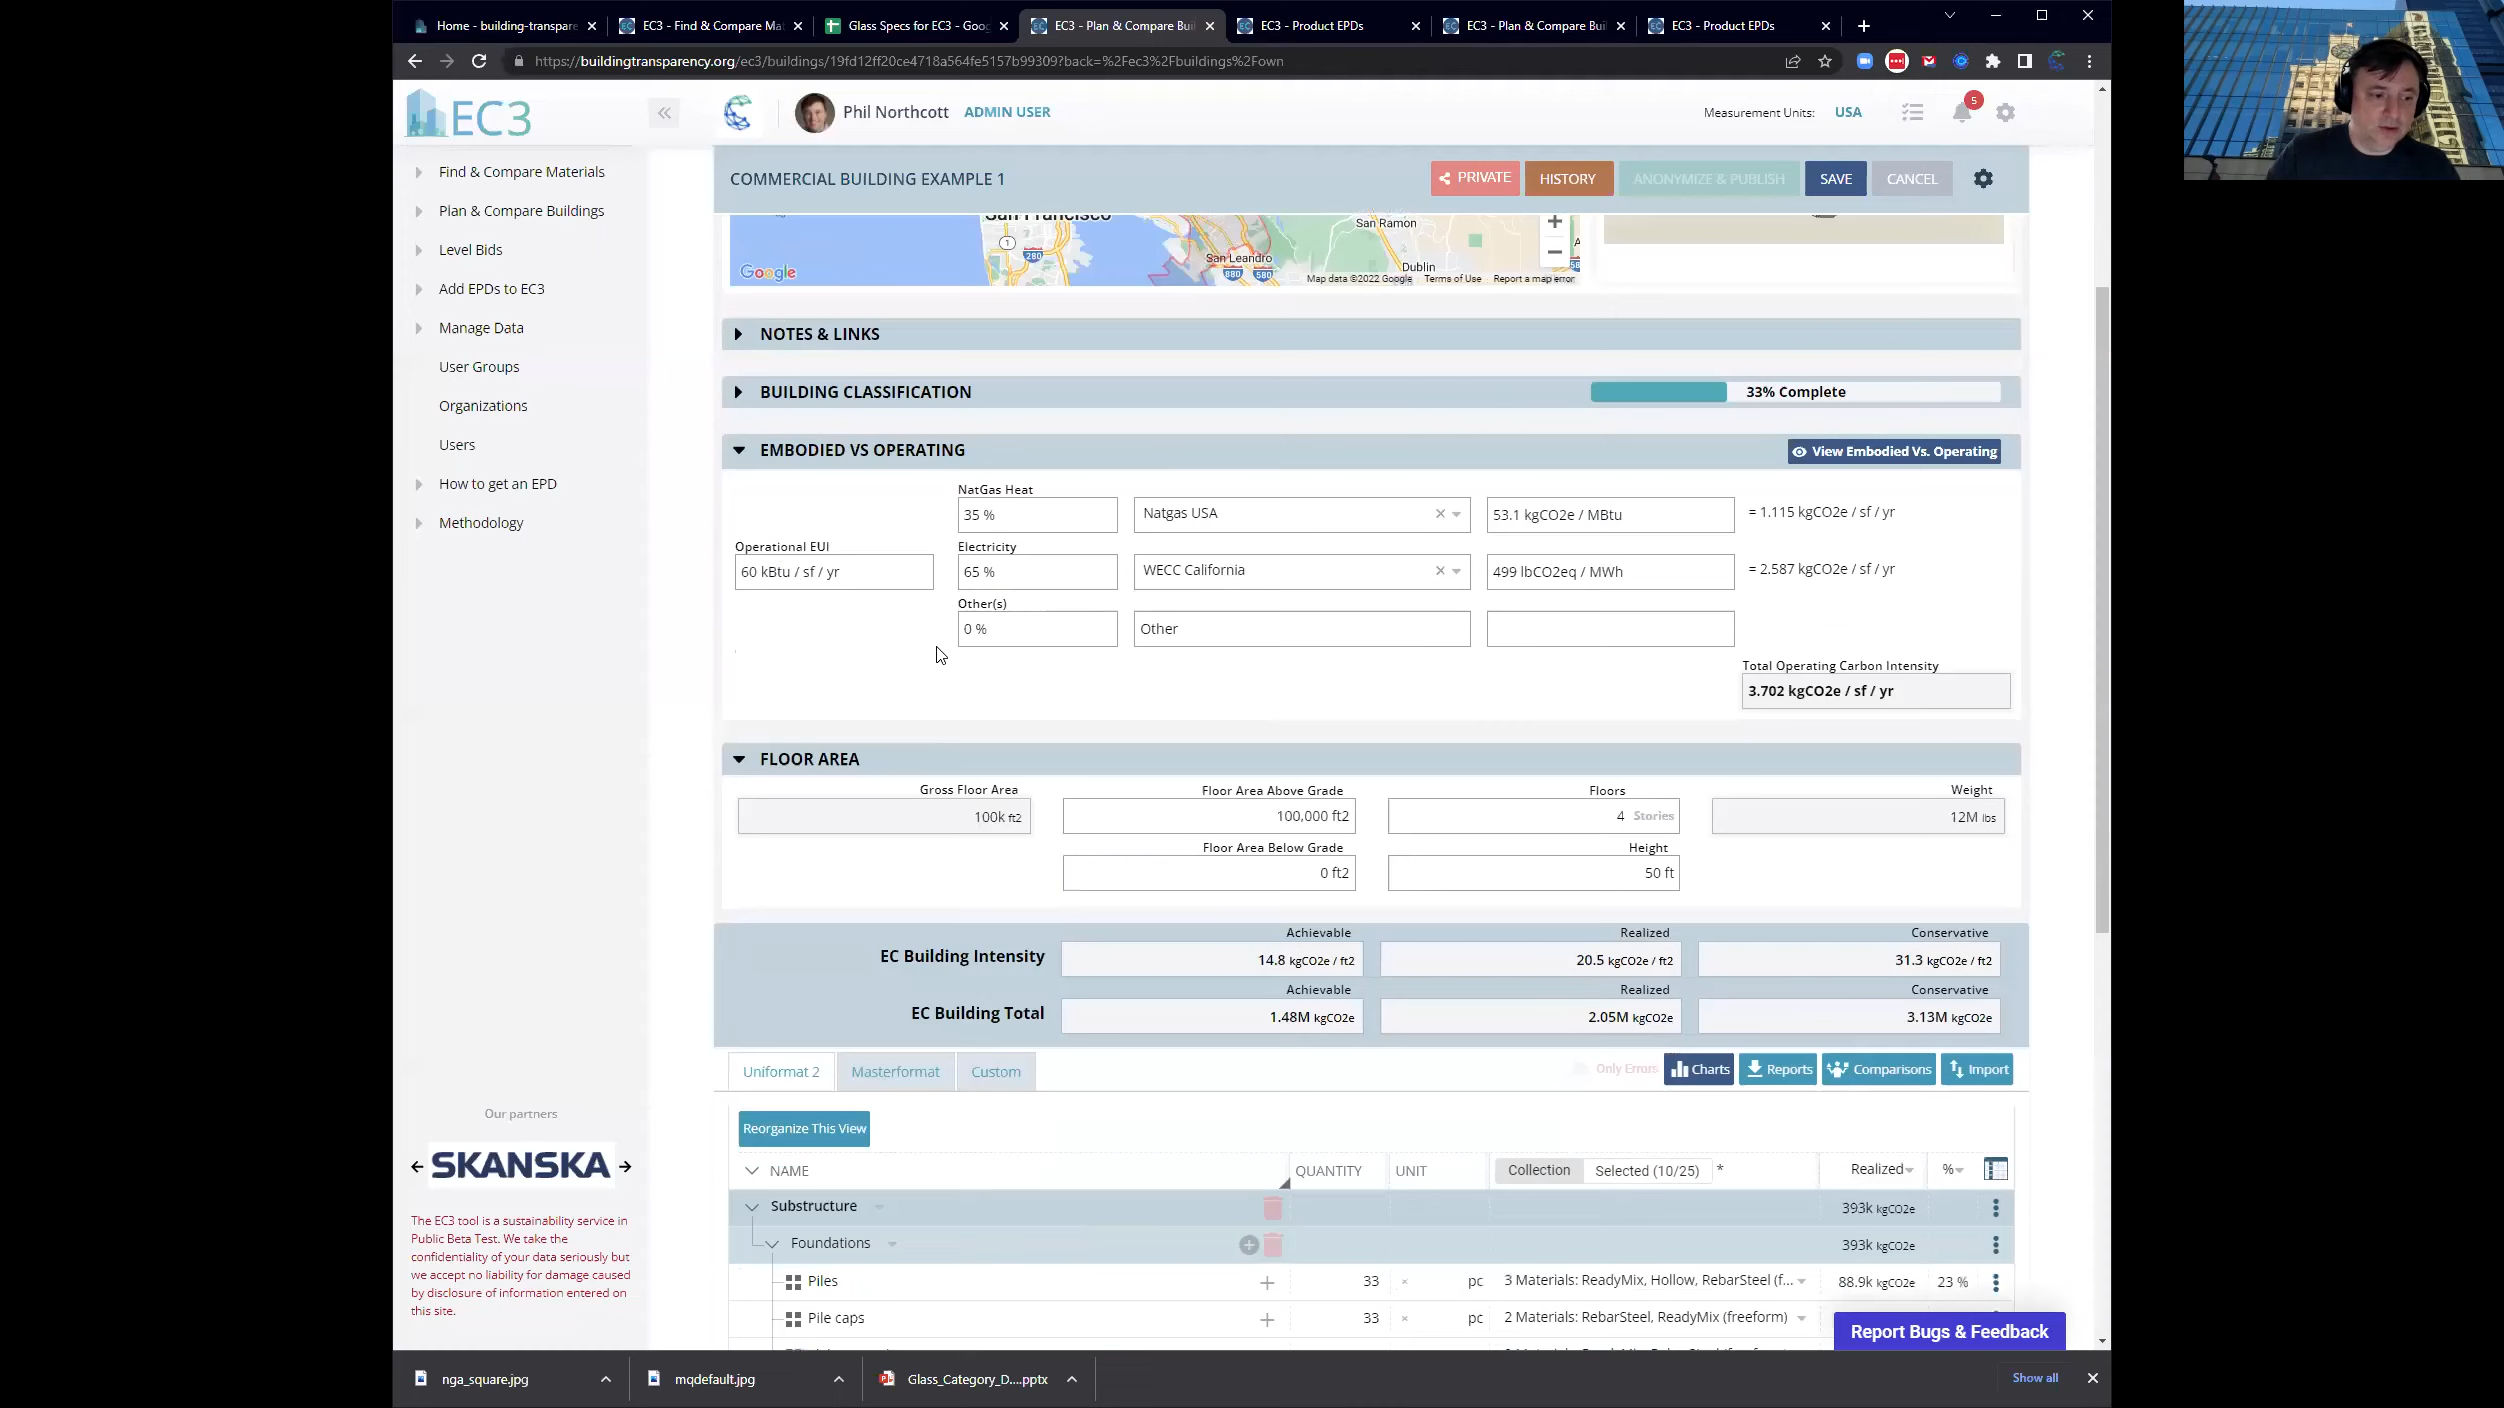 Home - building-transpare
EC3 - Find & Compare Mat
Glass Specs for EC3 - Goog
EC3 - Plan & Compare Bui
EC3 - Product EPDs
EC3 - Plan & Compare Bui
EC3 - Product EPDs
https://buildingtransparency.org/ec3/buildings/19fd12ff20ce4718a564fe5157b99309?back=%2Fec3%2Fbuildings%2Fown
EC3
Phil Northcott ADMIN USER
Measurement Units: USA
5
Find & Compare Materials
Plan & Compare Buildings
Level Bids
Add EPDs to EC3
Manage Data
User Groups
Organizations
Users
How to get an EPD
Methodology
Our partners
SKANSKA
The EC3 tool is a sustainability service in
Public Beta Test. We take the
confidentiality of your data seriously but
we accept no liability for damage caused
by disclosure of information entered on
this site.
COMMERCIAL BUILDING EXAMPLE 1
PRIVATE
HISTORY
ANONYMIZE & PUBLISH
SAVE
CANCEL
San Francisco
San Ramon
San Leandro
Dublin
1
280
880
580
Google
Map data ©2022 Google
Terms of Use
Report a map error
NOTES & LINKS
BUILDING CLASSIFICATION
33% Complete
EMBODIED VS OPERATING
View Embodied Vs. Operating
NatGas Heat
35 %
Natgas USA
53.1 kgCO2e / MBtu
= 1.115 kgCO2e / sf / yr
Operational EUI
60 kBtu / sf / yr
Electricity
65 %
WECC California
499 lbCO2eq / MWh
= 2.587 kgCO2e / sf / yr
Other(s)
0 %
Other
Total Operating Carbon Intensity
3.702 kgCO2e / sf / yr
FLOOR AREA
Gross Floor Area
100k ft2
Floor Area Above Grade
100,000 ft2
Floors
4 Stories
Weight
12M lbs
Floor Area Below Grade
0 ft2
Height
50 ft
EC Building Intensity
Achievable
14.8 kgCO2e / ft2
Realized
20.5 kgCO2e / ft2
Conservative
31.3 kgCO2e / ft2
EC Building Total
Achievable
1.48M kgCO2e
Realized
2.05M kgCO2e
Conservative
3.13M kgCO2e
Uniformat 2
Masterformat
Custom
Only Errors
Charts
Reports
Comparisons
Import
Reorganize This View
NAME
QUANTITY
UNIT
Collection
Selected (10/25) *
Realized
%
Substructure
393k kgCO2e
Foundations
393k kgCO2e
Piles
33
pc
3 Materials: ReadyMix, Hollow, RebarSteel (f...
88.9k kgCO2e
23 %
Pile caps
33
pc
2 Materials: RebarSteel, ReadyMix (freeform)
Report Bugs & Feedback
nga_square.jpg
mqdefault.jpg
Glass_Category_D....pptx
Show all